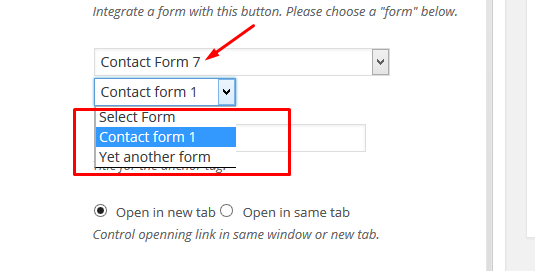 Integrate a form with this button. Please choose a "form" below.
Contact Form 7
Contact form 1
Select Form
Contact form 1
Yet another form
Title for the anchor tag.
Open in new tab Open in same tab
Control openning link in same window or new tab.